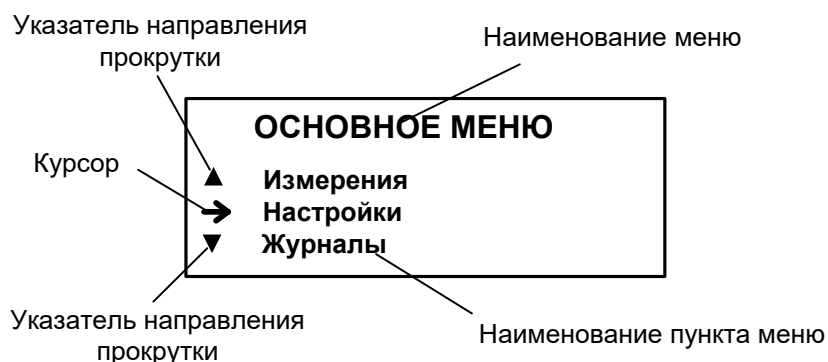 Указатель направления
прокрутки
Наименование меню
ОСНОВНОЕ МЕНЮ
Курсор
Измерения
Настройки
Журналы
Указатель направления
прокрутки
Наименование пункта меню